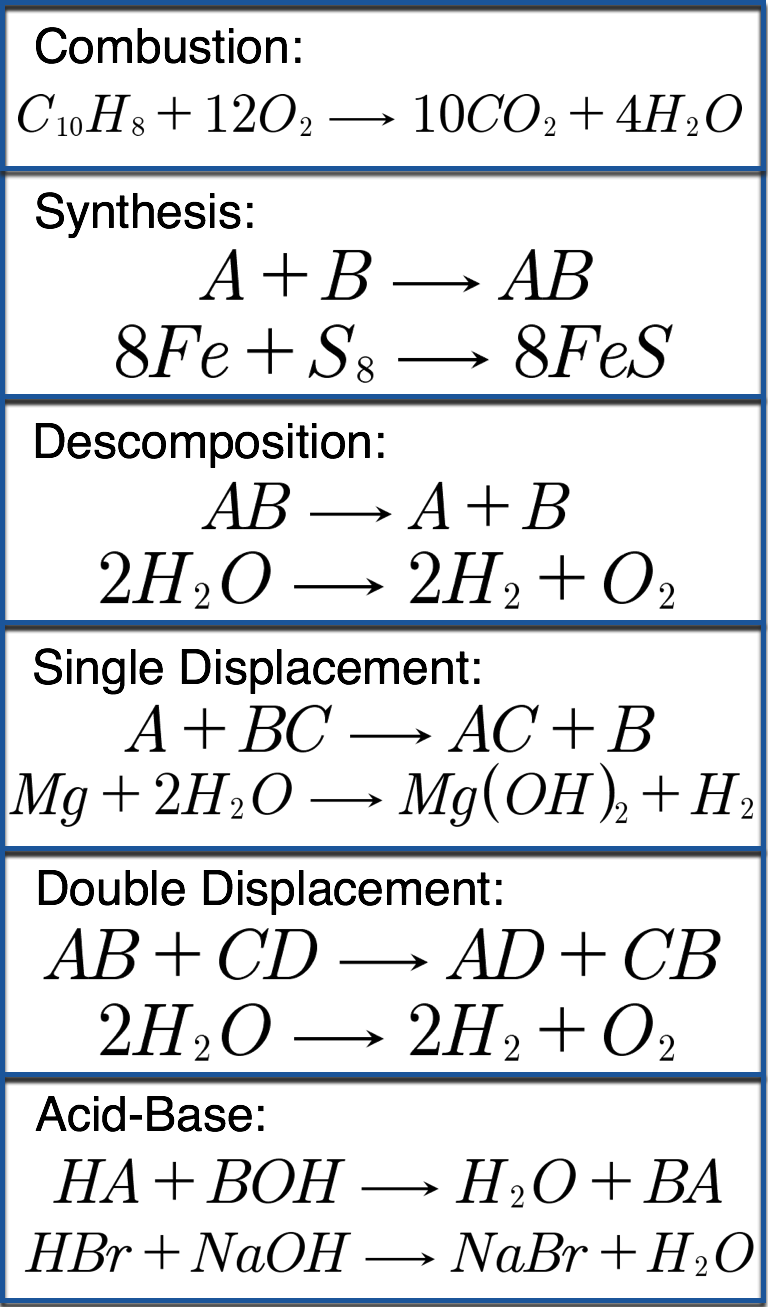 Combustion:
C₁₀H₈ + 12O₂ ⟶ 10CO₂ + 4H₂O
Synthesis:
A + B ⟶ AB
8Fe + S₈ ⟶ 8FeS
Descomposition:
AB ⟶ A + B
2H₂O ⟶ 2H₂ + O₂
Single Displacement:
A + BC ⟶ AC + B
Mg + 2H₂O ⟶ Mg(OH)₂ + H₂
Double Displacement:
AB + CD ⟶ AD + CB
2H₂O ⟶ 2H₂ + O₂
Acid-Base:
HA + BOH ⟶ H₂O + BA
HBr + NaOH ⟶ NaBr + H₂O